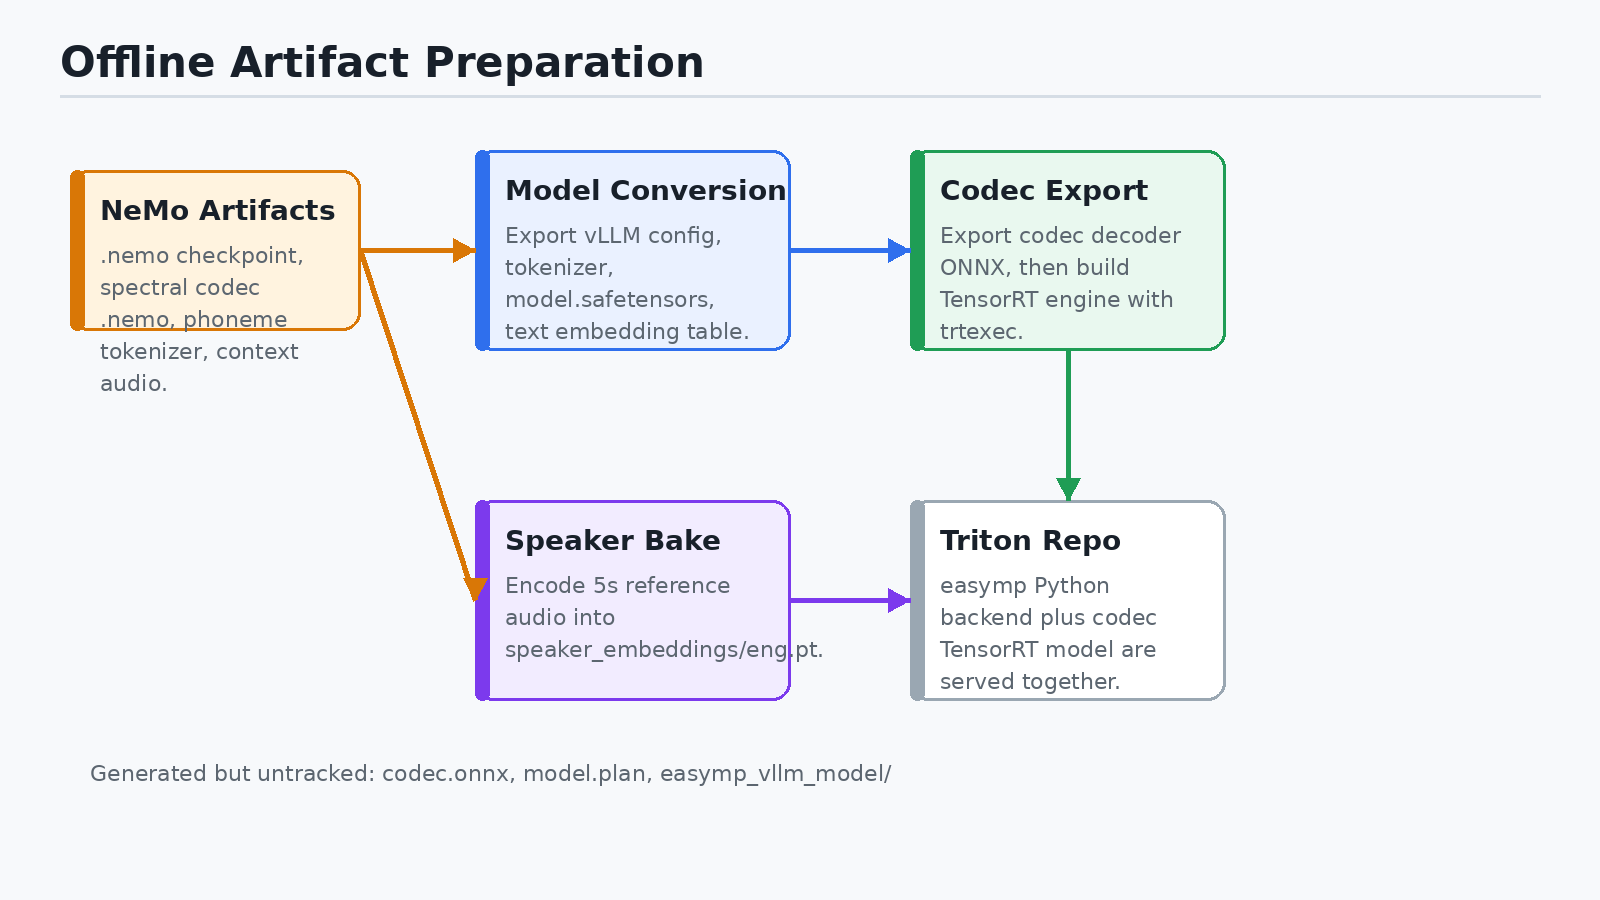 Offline Artifact Preparation
NeMo Artifacts
.nemo checkpoint,
spectral codec
.nemo, phoneme
tokenizer, context
audio.
Model Conversion
Export vLLM config,
tokenizer,
model.safetensors,
text embedding table.
Codec Export
Export codec decoder
ONNX, then build
TensorRT engine with
trtexec.
Speaker Bake
Encode 5s reference
audio into
speaker_embeddings/eng.pt.
Triton Repo
easymp Python
backend plus codec
TensorRT model are
served together.
Generated but untracked: codec.onnx, model.plan, easymp_vllm_model/